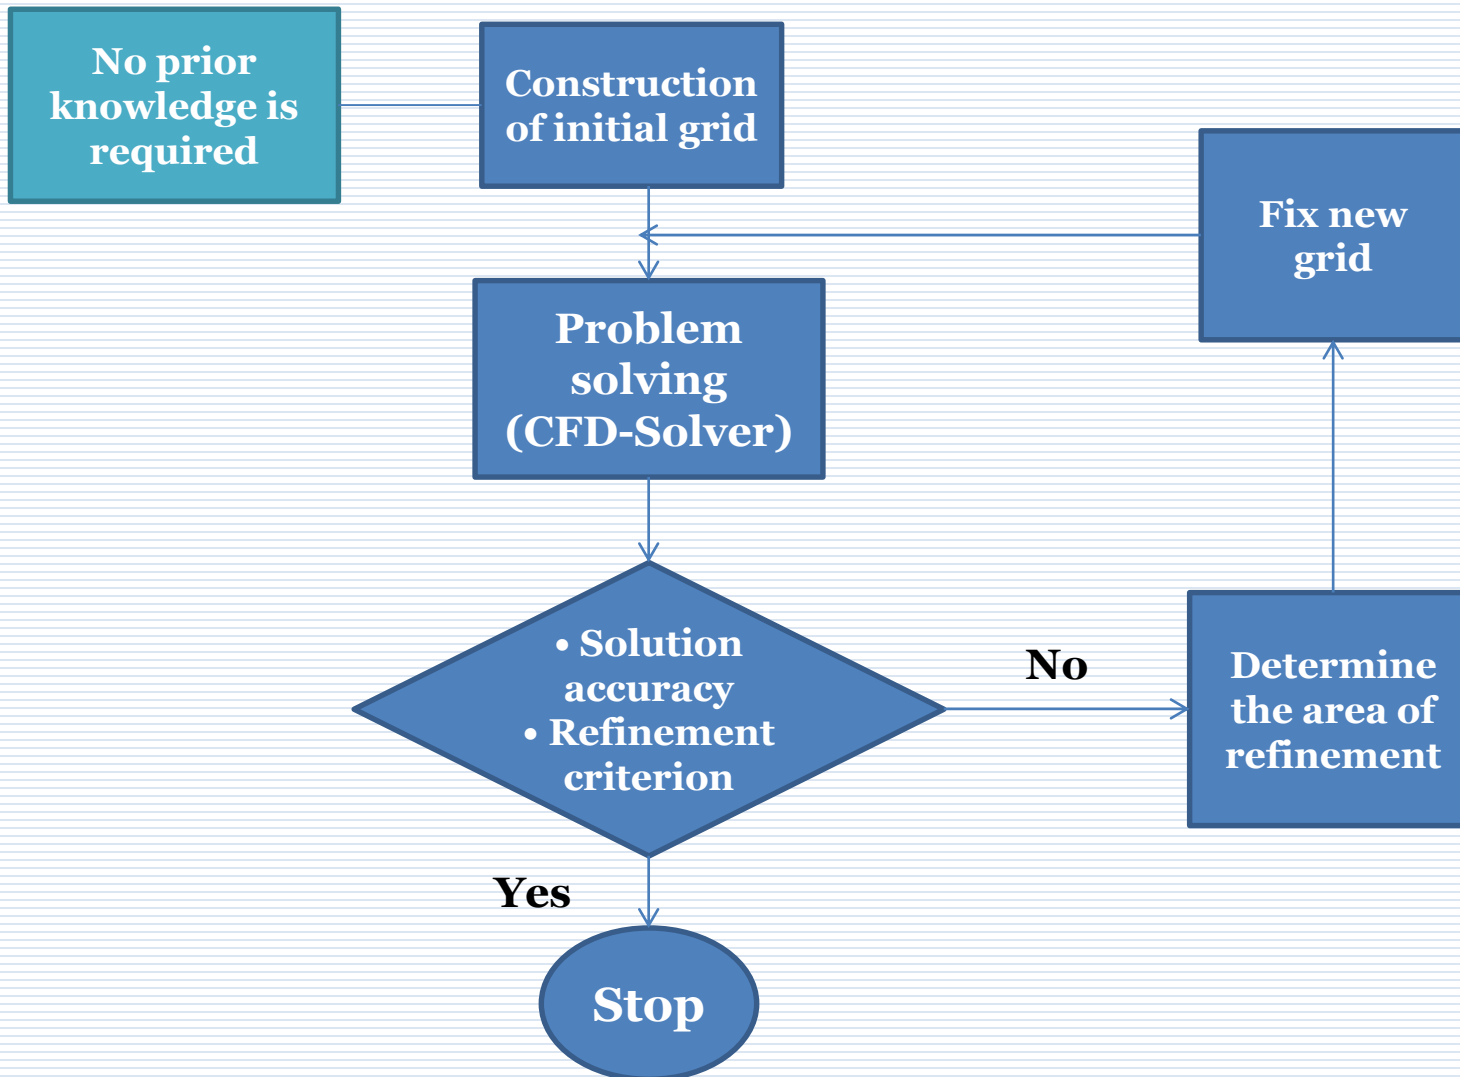 No prior
knowledge is
required
Construction
of initial grid
Fix new
grid
Problem
solving
(CFD-Solver)
• Solution
accuracy
• Refinement
criterion
No
Determine
the area of
refinement
Yes
Stop